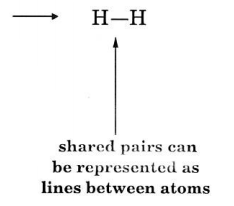 H—H
shared pairs can
be represented as
lines between atoms